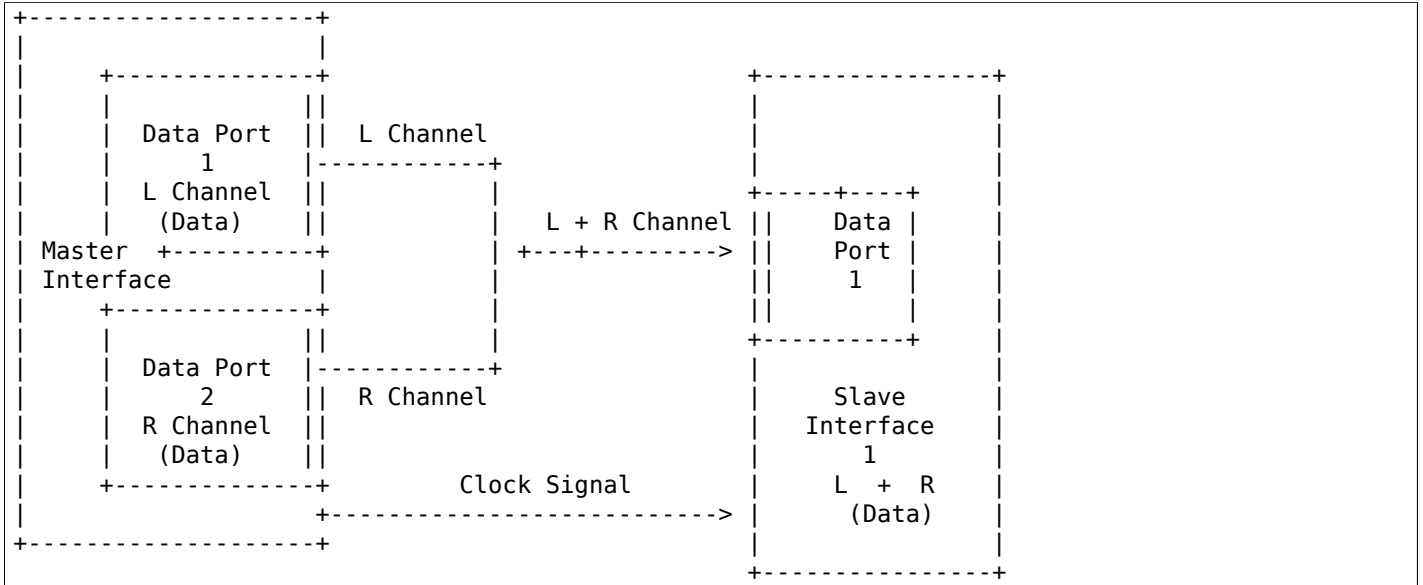 Data Port
1
L Channel
(Data)
L Channel
Master
Interface
L + R Channel
Data
Port
1
Data Port
2
R Channel
(Data)
R Channel
Slave
Interface
1
L + R
(Data)
Clock Signal